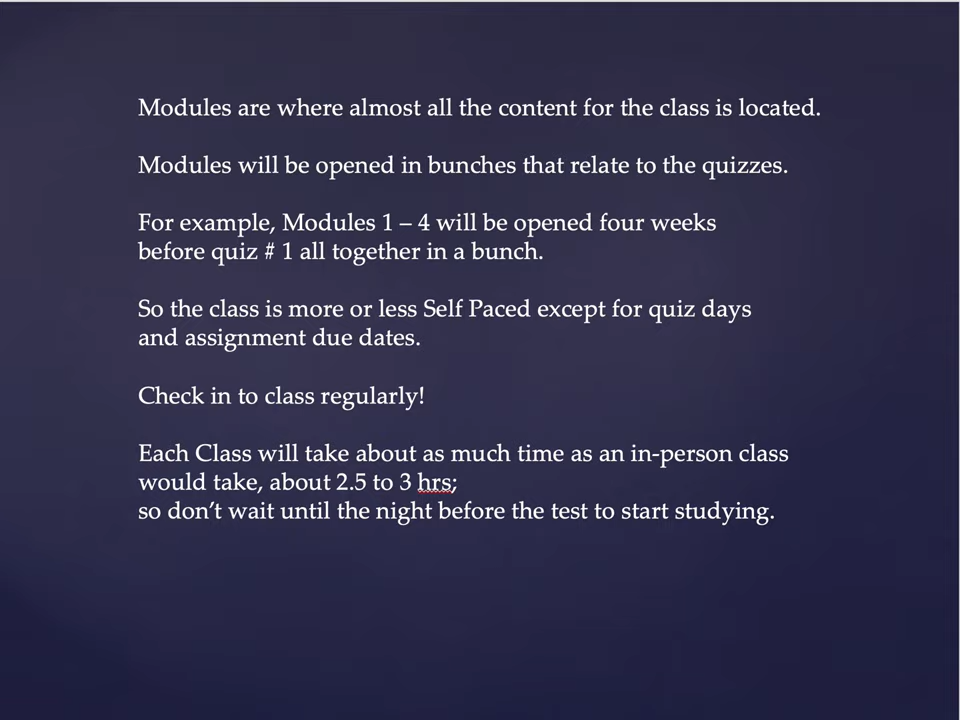 Modules are where almost all the content for the class is located.
Modules will be opened in bunches that relate to the quizzes.
For example, Modules 1 – 4 will be opened four weeks
before quiz # 1 all together in a bunch.
So the class is more or less Self Paced except for quiz days
and assignment due dates.
Check in to class regularly!
Each Class will take about as much time as an in-person class
would take, about 2.5 to 3 hrs;
so don’t wait until the night before the test to start studying.